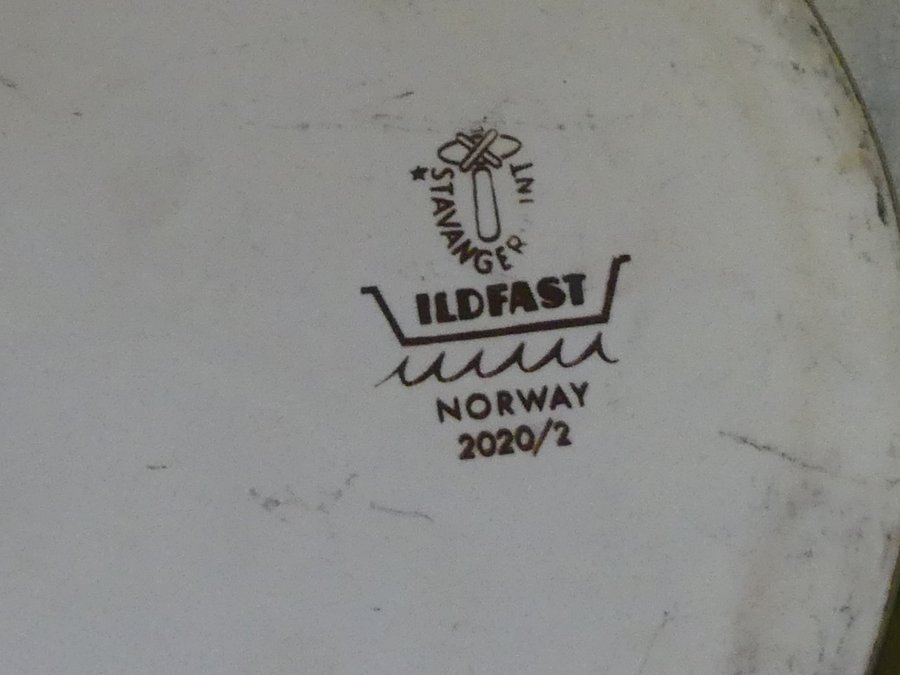 ★ STAVANGER
INT
ILDFAST
NORWAY
2020/2